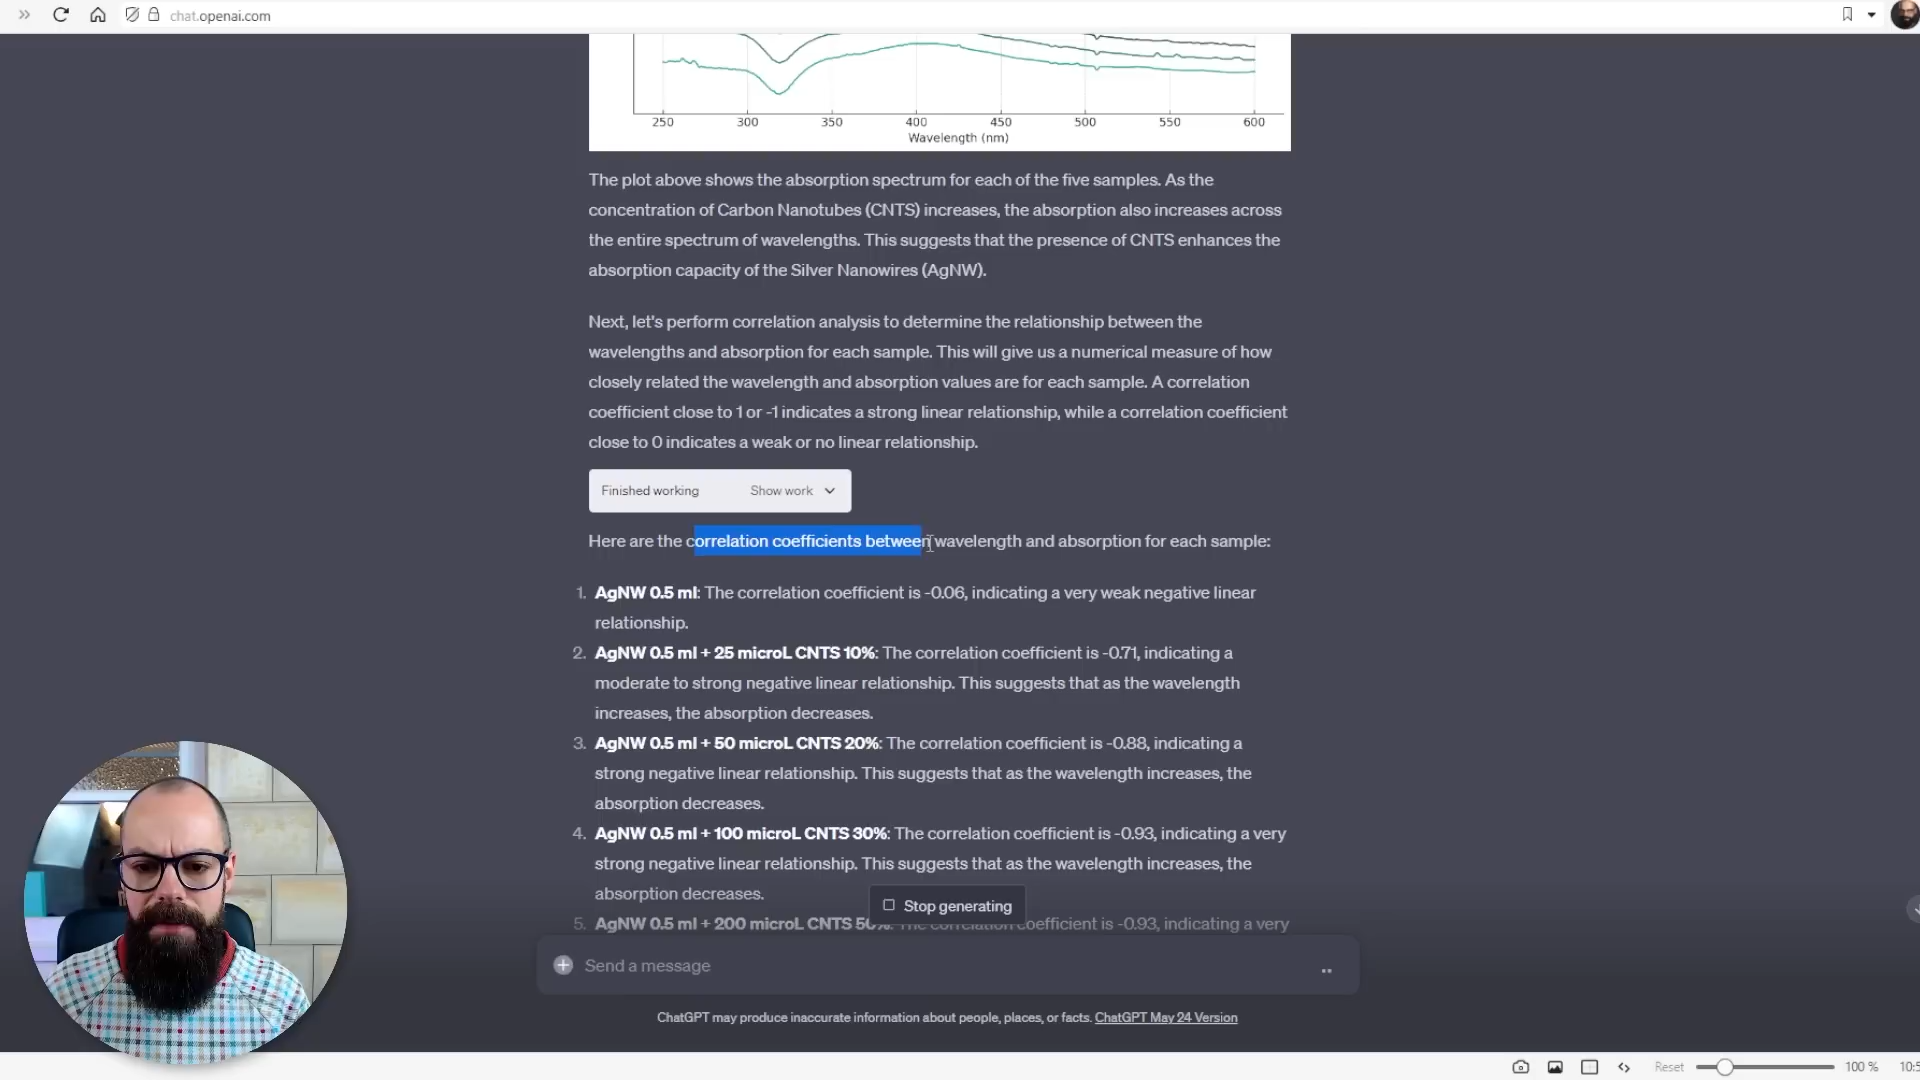 chat.openai.com
250 300 350 400 450 500 550 600
Wavelength (nm)
The plot above shows the absorption spectrum for each of the five samples. As the
concentration of Carbon Nanotubes (CNTS) increases, the absorption also increases across
the entire spectrum of wavelengths. This suggests that the presence of CNTS enhances the
absorption capacity of the Silver Nanowires (AgNW).
Next, let's perform correlation analysis to determine the relationship between the
wavelengths and absorption for each sample. This will give us a numerical measure of how
closely related the wavelength and absorption values are for each sample. A correlation
coefficient close to 1 or -1 indicates a strong linear relationship, while a correlation coefficient
close to 0 indicates a weak or no linear relationship.
Finished working Show work
Here are the correlation coefficients between wavelength and absorption for each sample:
1. AgNW 0.5 ml: The correlation coefficient is -0.06, indicating a very weak negative linear
relationship.
2. AgNW 0.5 ml + 25 microL CNTS 10%: The correlation coefficient is -0.71, indicating a
moderate to strong negative linear relationship. This suggests that as the wavelength
increases, the absorption decreases.
3. AgNW 0.5 ml + 50 microL CNTS 20%: The correlation coefficient is -0.88, indicating a
strong negative linear relationship. This suggests that as the wavelength increases, the
absorption decreases.
4. AgNW 0.5 ml + 100 microL CNTS 30%: The correlation coefficient is -0.93, indicating a very
strong negative linear relationship. This suggests that as the wavelength increases, the
absorption decreases.
Stop generating
5. AgNW 0.5 ml + 200 microL CNTS 50%: The correlation coefficient is -0.93, indicating a very
Send a message
ChatGPT may produce inaccurate information about people, places, or facts. ChatGPT May 24 Version
Reset 100 % 10:5